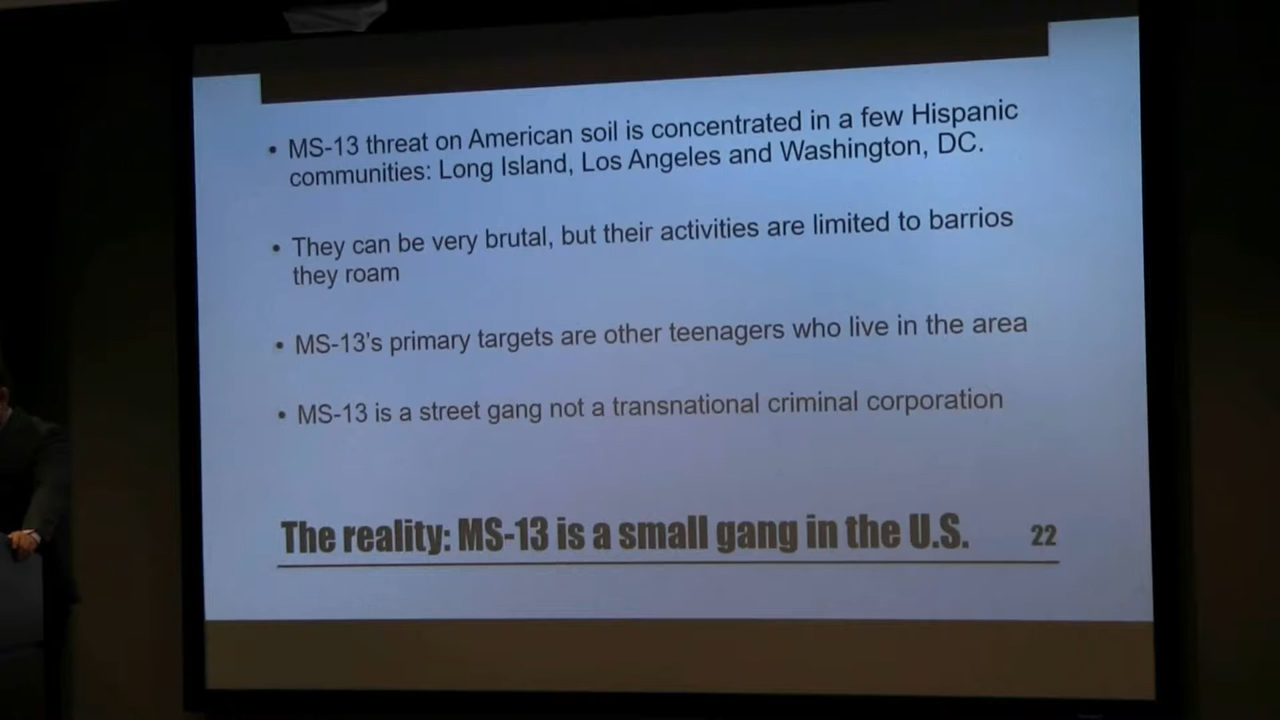 • MS-13 threat on American soil is concentrated in a few Hispanic
communities: Long Island, Los Angeles and Washington, DC.
• They can be very brutal, but their activities are limited to barrios
they roam
• MS-13’s primary targets are other teenagers who live in the area
• MS-13 is a street gang not a transnational criminal corporation
The reality: MS-13 is a small gang in the U.S. 22